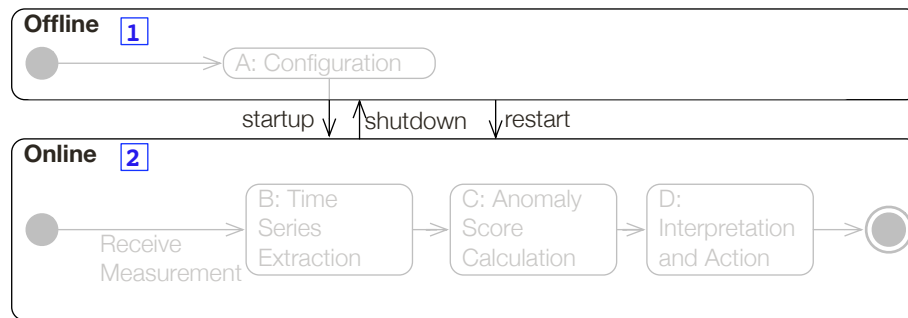 Offline 1
A: Configuration
startup
shutdown
restart
Online 2
Receive
Measurement
B: Time
Series
Extraction
C: Anomaly
Score
Calculation
D:
Interpretation
and Action